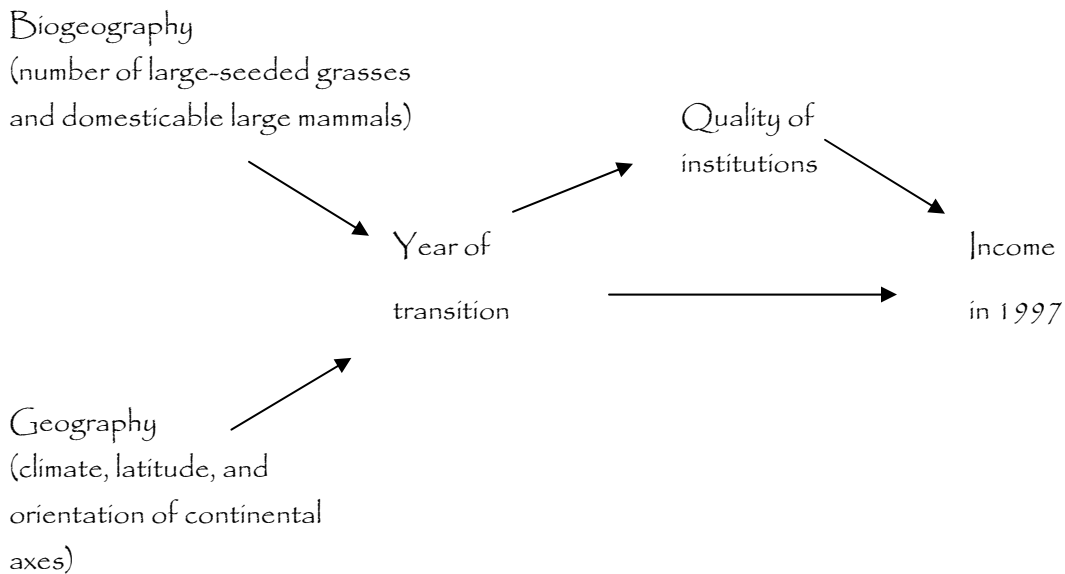 Biogeography
(number of large-seeded grasses
and domesticable large mammals)
Quality of
institutions
Year of
transition
Income
in 1997
Geography
(climate, latitude, and
orientation of continental
axes)